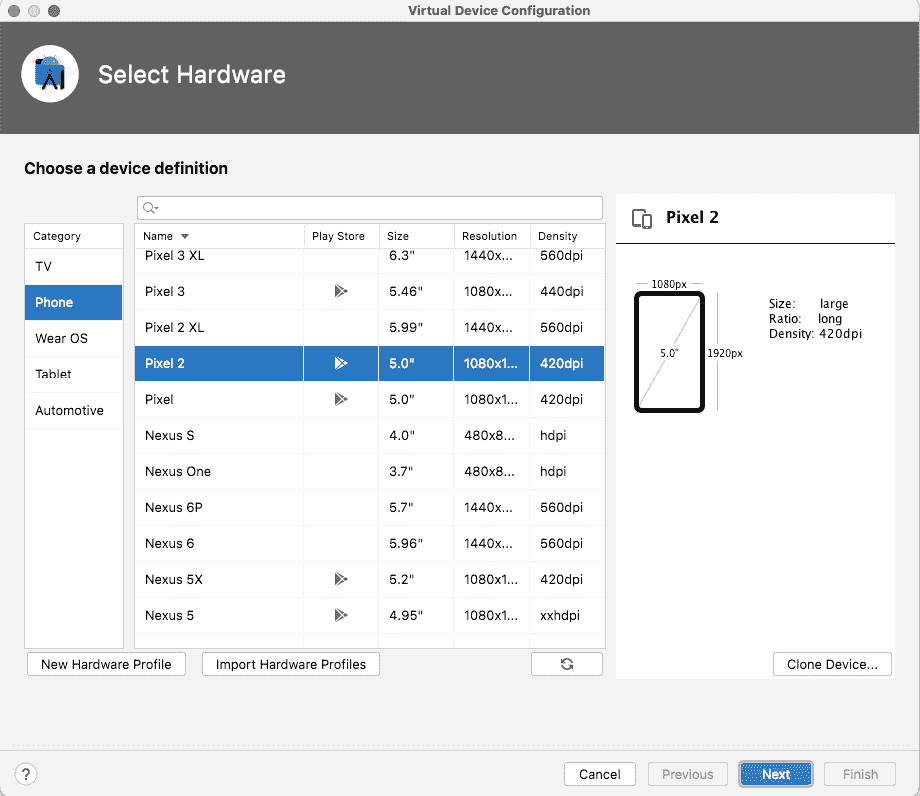 Virtual Device Configuration
Select Hardware
Choose a device definition
Category
TV
Phone
Wear OS
Tablet
Automotive
Name Play Store Size Resolution Density
Pixel 3 XL 6.3" 1440x... 560dpi
Pixel 3 5.46" 1080x... 440dpi
Pixel 2 XL 5.99" 1440x... 560dpi
Pixel 2 5.0" 1080x1... 420dpi
Pixel 5.0" 1080x1... 420dpi
Nexus S 4.0" 480x8... hdpi
Nexus One 3.7" 480x8... hdpi
Nexus 6P 5.7" 1440x... 560dpi
Nexus 6 5.96" 1440x... 560dpi
Nexus 5X 5.2" 1080x1... 420dpi
Nexus 5 4.95" 1080x1... xxhdpi
New Hardware Profile
Import Hardware Profiles
Pixel 2
1080px
5.0"
1920px
Size: large
Ratio: long
Density: 420dpi
Clone Device...
?
Cancel
Previous
Next
Finish